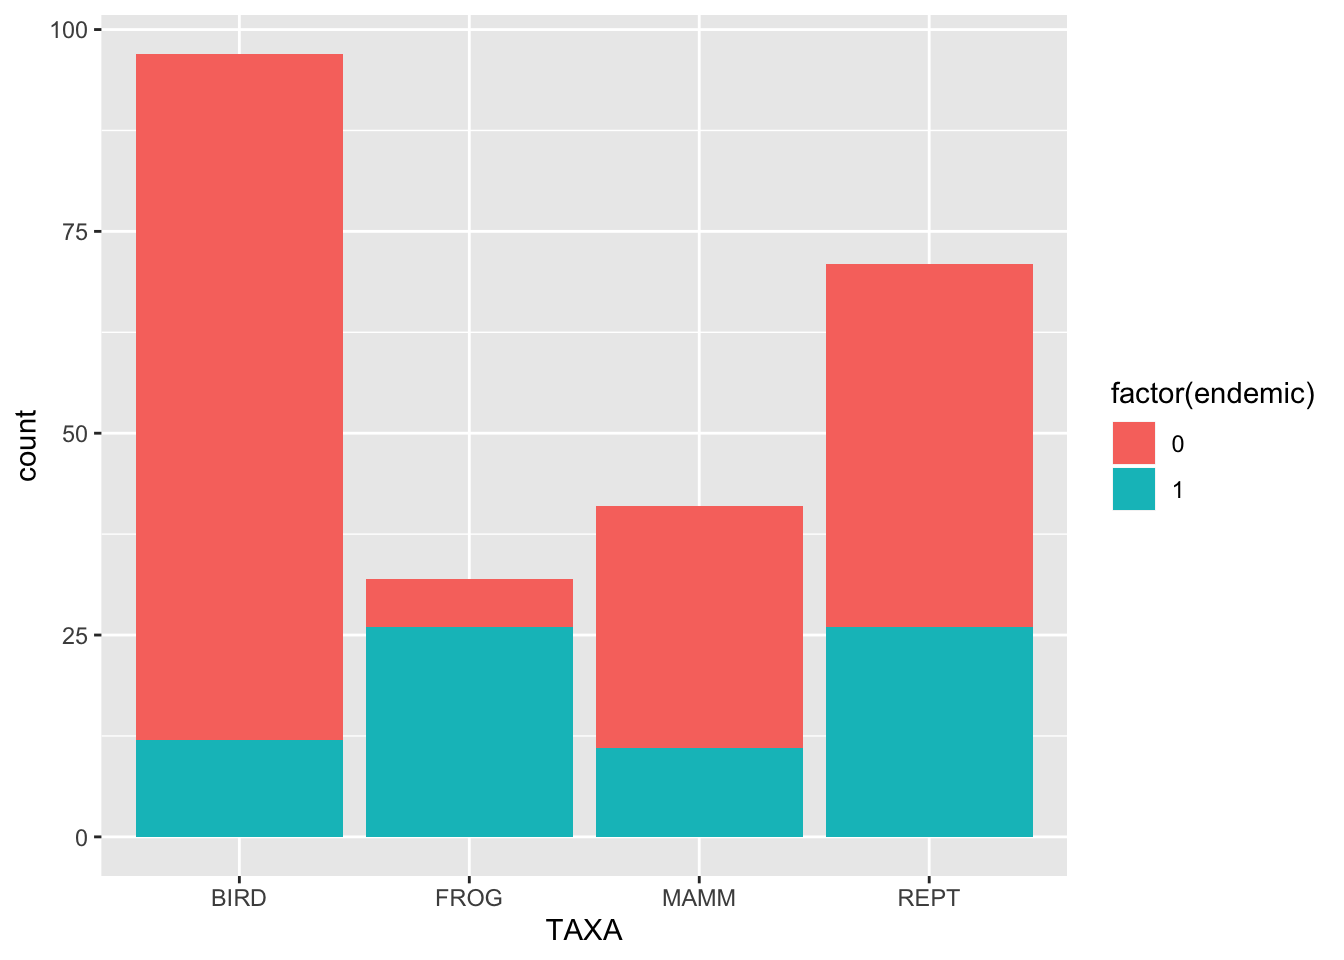 100
75
50
25
0
count
BIRD
FROG
MAMM
REPT
TAXA
factor(endemic)
0
1